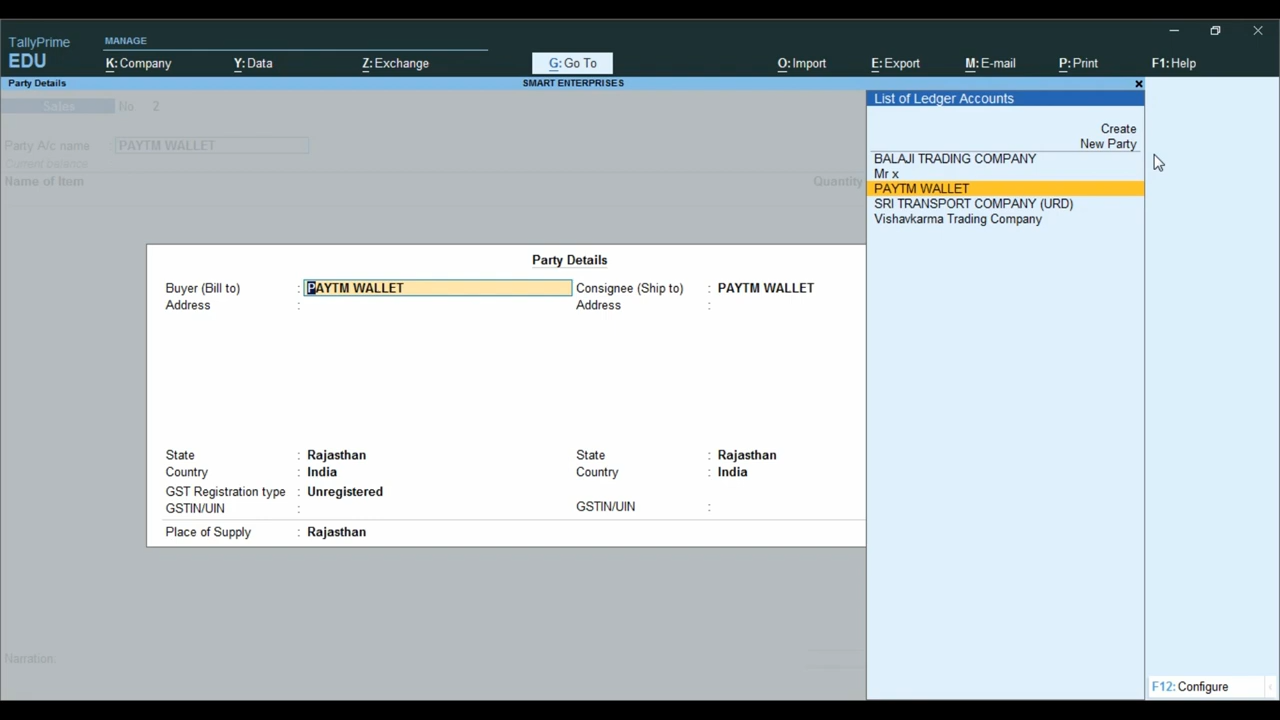 TallyPrime
EDU
MANAGE
K: Company
Y: Data
Z: Exchange
G: Go To
O: Import
E: Export
M: E-mail
P: Print
F1: Help
Party Details
SMART ENTERPRISES
Sales No. 2
Party A/c name : PAYTM WALLET
Current balance
Name of Item
Quantity
List of Ledger Accounts
Create
New Party
BALAJI TRADING COMPANY
Mr x
PAYTM WALLET
SRI TRANSPORT COMPANY (URD)
Vishavkarma Trading Company
Party Details
Buyer (Bill to) : PAYTM WALLET
Consignee (Ship to) : PAYTM WALLET
Address :
Address :
State : Rajasthan
State : Rajasthan
Country : India
Country : India
GST Registration type : Unregistered
GSTIN/UIN :
GSTIN/UIN :
Place of Supply : Rajasthan
Narration:
F12: Configure